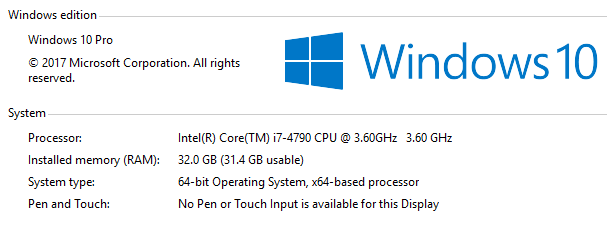 Windows edition
Windows 10 Pro
© 2017 Microsoft Corporation. All rights
reserved.
Windows 10
System
Processor: Intel(R) Core(TM) i7-4790 CPU @ 3.60GHz 3.60 GHz
Installed memory (RAM): 32.0 GB (31.4 GB usable)
System type: 64-bit Operating System, x64-based processor
Pen and Touch: No Pen or Touch Input is available for this Display